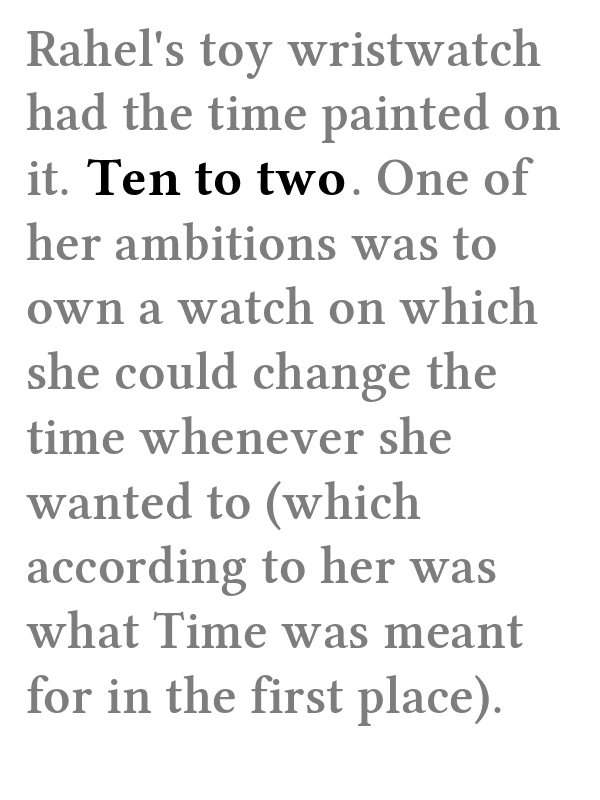 Rahel's toy wristwatch
had the time painted on
it. Ten to two. One of
her ambitions was to
own a watch on which
she could change the
time whenever she
wanted to (which
according to her was
what Time was meant
for in the first place).